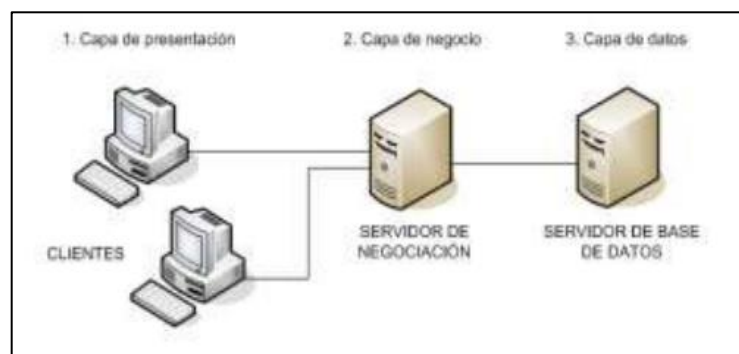 1. Capa de presentación
2. Capa de negocio
3. Capa de datos
CLIENTES
SERVIDOR DE
NEGOCIACIÓN
SERVIDOR DE BASE
DE DATOS